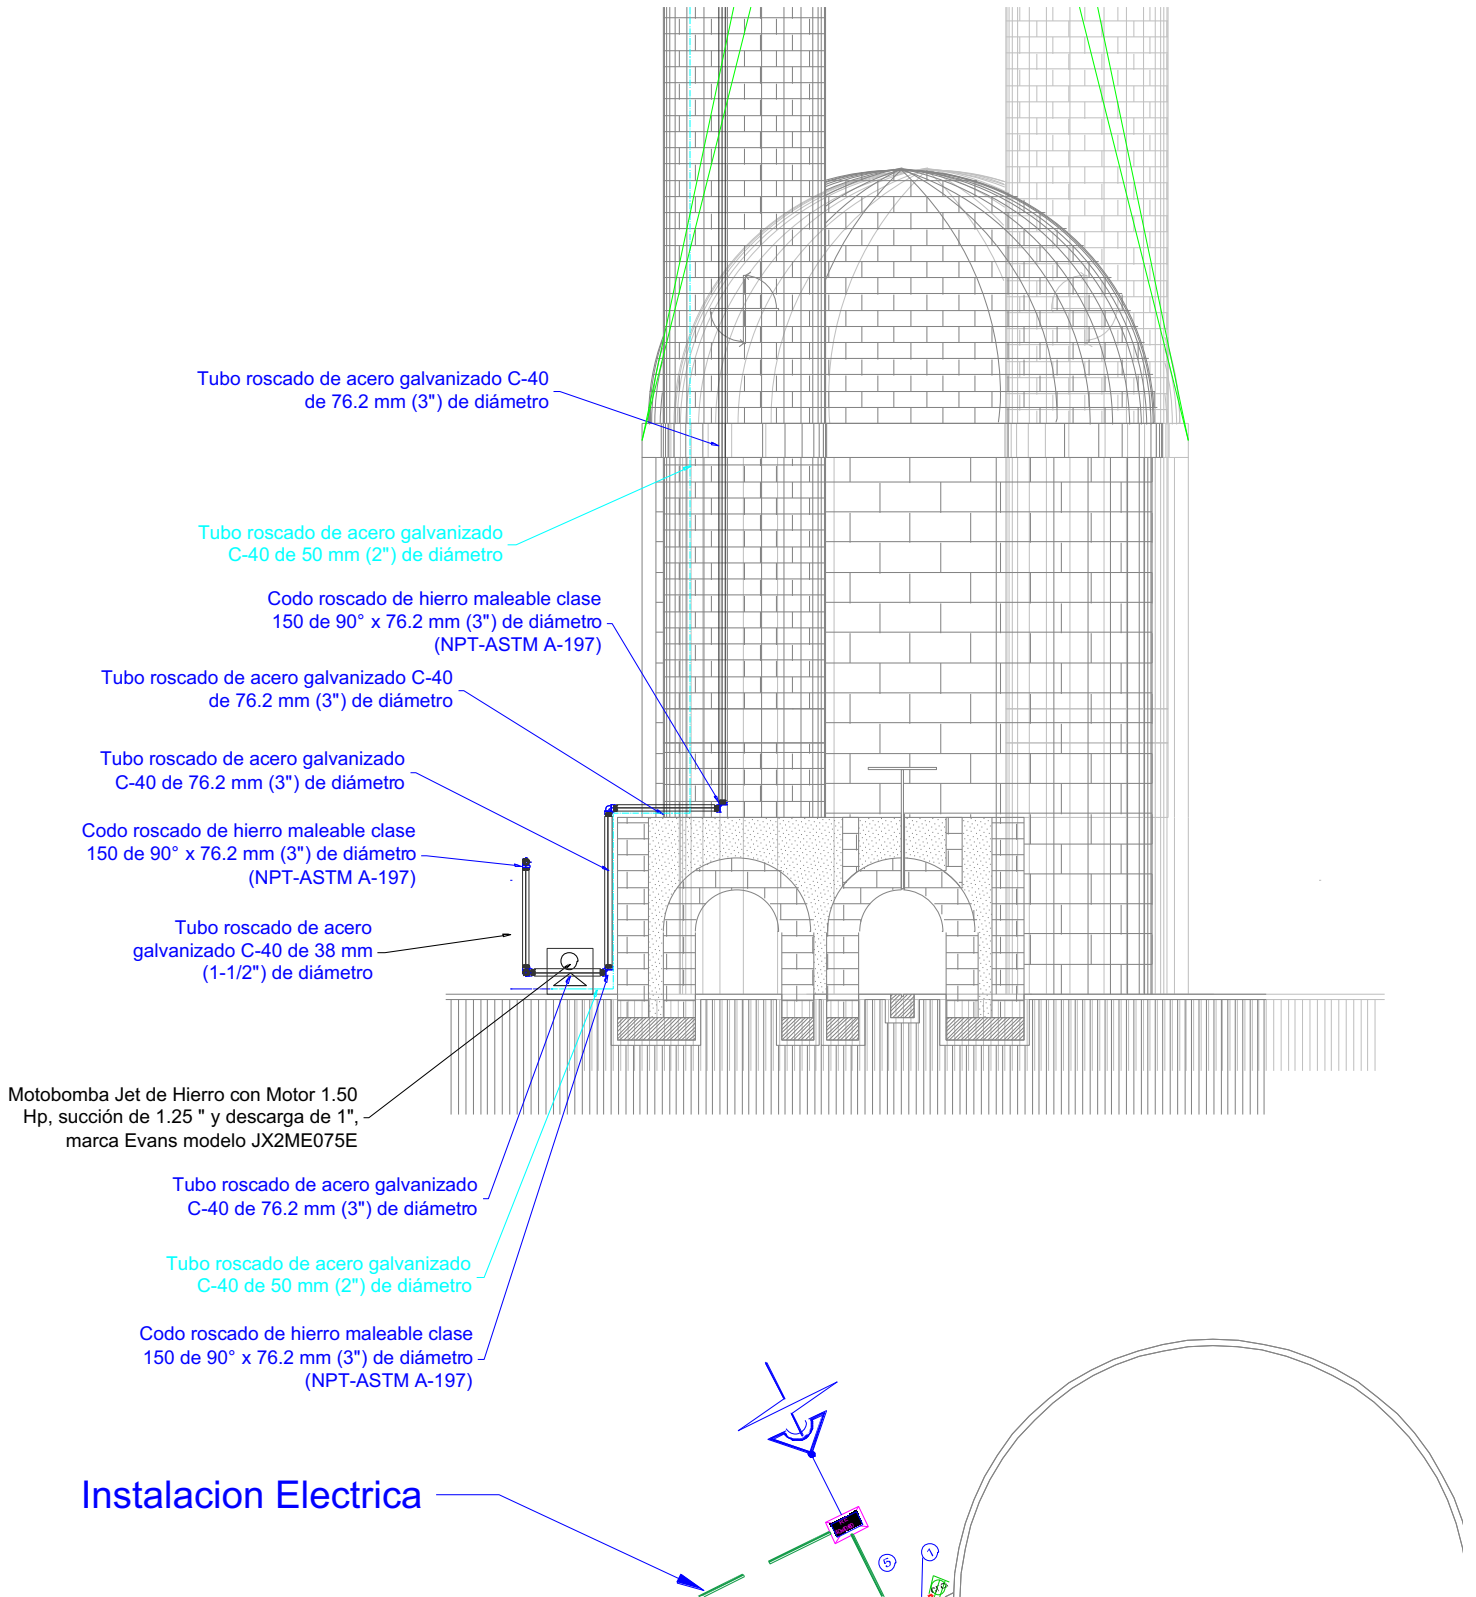 Tubo roscado de acero galvanizado C-40
de 76.2 mm (3") de diámetro
Tubo roscado de acero galvanizado
C-40 de 50 mm (2") de diámetro
Codo roscado de hierro maleable clase
150 de 90° x 76.2 mm (3") de diámetro
(NPT-ASTM A-197)
Tubo roscado de acero galvanizado C-40
de 76.2 mm (3") de diámetro
Tubo roscado de acero galvanizado
C-40 de 76.2 mm (3") de diámetro
Codo roscado de hierro maleable clase
150 de 90° x 76.2 mm (3") de diámetro
(NPT-ASTM A-197)
Tubo roscado de acero
galvanizado C-40 de 38 mm
(1-1/2") de diámetro
Motobomba Jet de Hierro con Motor 1.50
Hp, succión de 1.25 " y descarga de 1",
marca Evans modelo JX2ME075E
Tubo roscado de acero galvanizado
C-40 de 76.2 mm (3") de diámetro
Tubo roscado de acero galvanizado
C-40 de 50 mm (2") de diámetro
Codo roscado de hierro maleable clase
150 de 90° x 76.2 mm (3") de diámetro
(NPT-ASTM A-197)
Instalacion Electrica
5
1